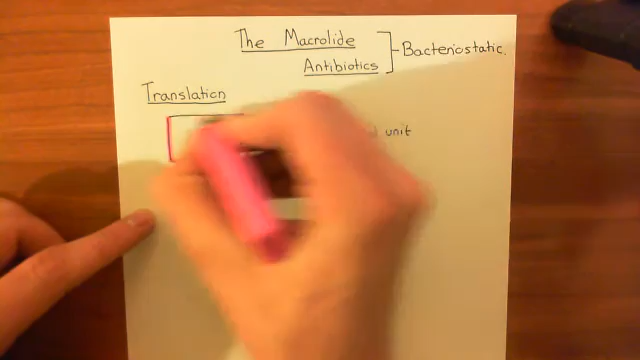 The Macrolide
Antibiotics
Bacteriostatic.
Translation
unit